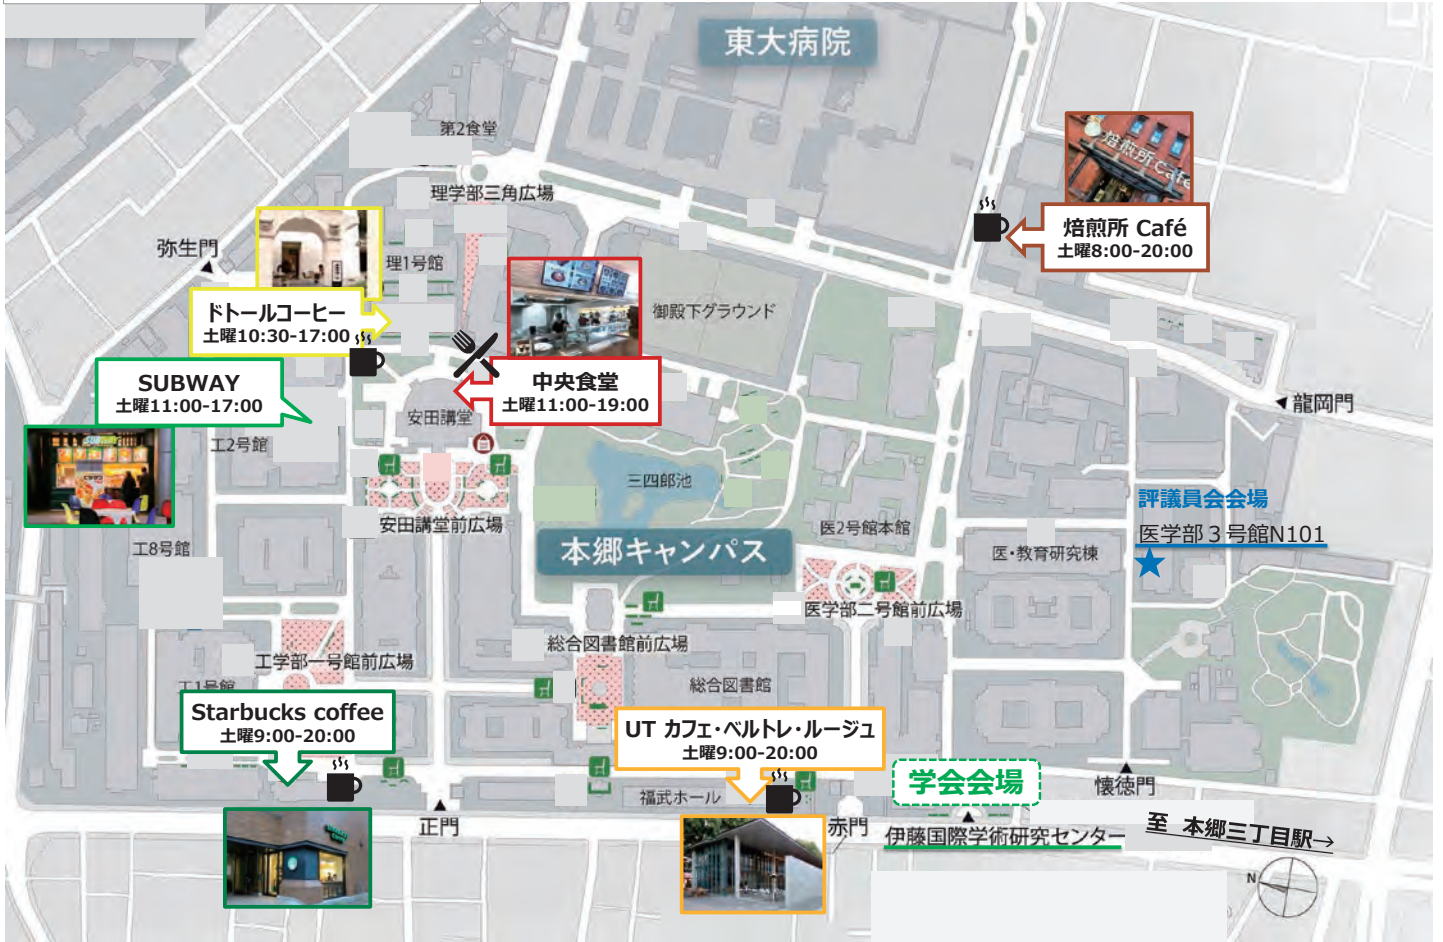 東大病院
第2食堂
理学部三角広場
焙煎所 Café
焙煎所 Café
土曜8:00-20:00
弥生門
理1号館
ドトールコーヒー
土曜10:30-17:00
御殿下グラウンド
SUBWAY
土曜11:00-17:00
中央食堂
土曜11:00-19:00
龍岡門
安田講堂
工2号館
SUBWAY
三四郎池
評議員会会場
医学部３号館N101
安田講堂前広場
医2号館本館
工8号館
本郷キャンパス
医・教育研究棟
医学部二号館前広場
総合図書館前広場
工学部一号館前広場
総合図書館
工1号館
Starbucks coffee
土曜9:00-20:00
UT カフェ・ベルトレ・ルージュ
土曜9:00-20:00
学会会場
懐徳門
福武ホール
正門
赤門
伊藤国際学術研究センター
至 本郷三丁目駅→
N